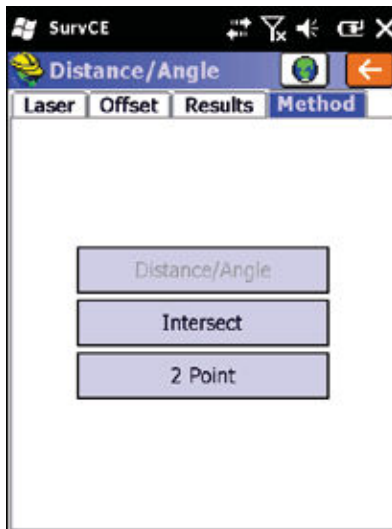 SurvCE
Distance/Angle
Laser Offset Results Method
Distance/Angle
Intersect
2 Point